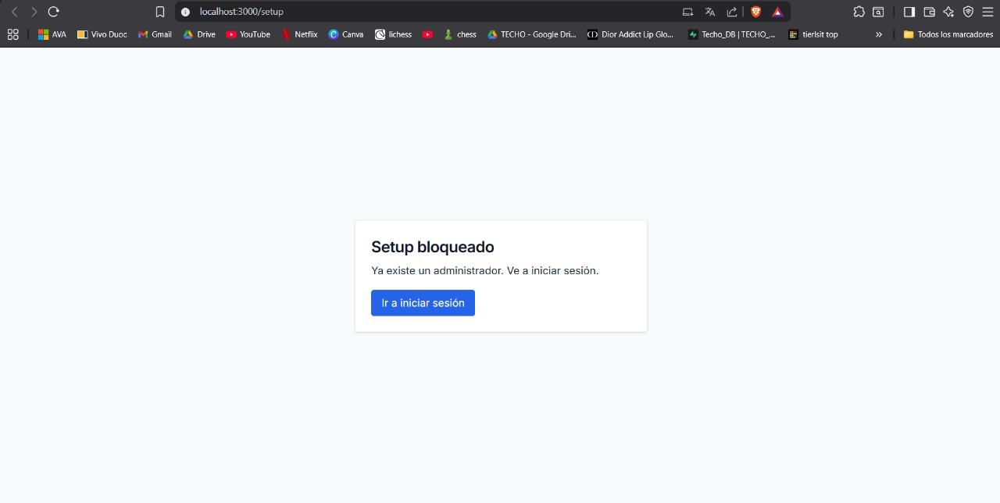 localhost:3000/setup
AVA
Vivo Duoc
Gmail
Drive
YouTube
Netflix
Canva
lichess
chess
TECHO - Google Dri...
Dior Addict Lip Glo...
Techo_DB | TECHO_...
tierlsit top
»
Todos los marcadores
Setup bloqueado
Ya existe un administrador. Ve a iniciar sesión.
Ir a iniciar sesión